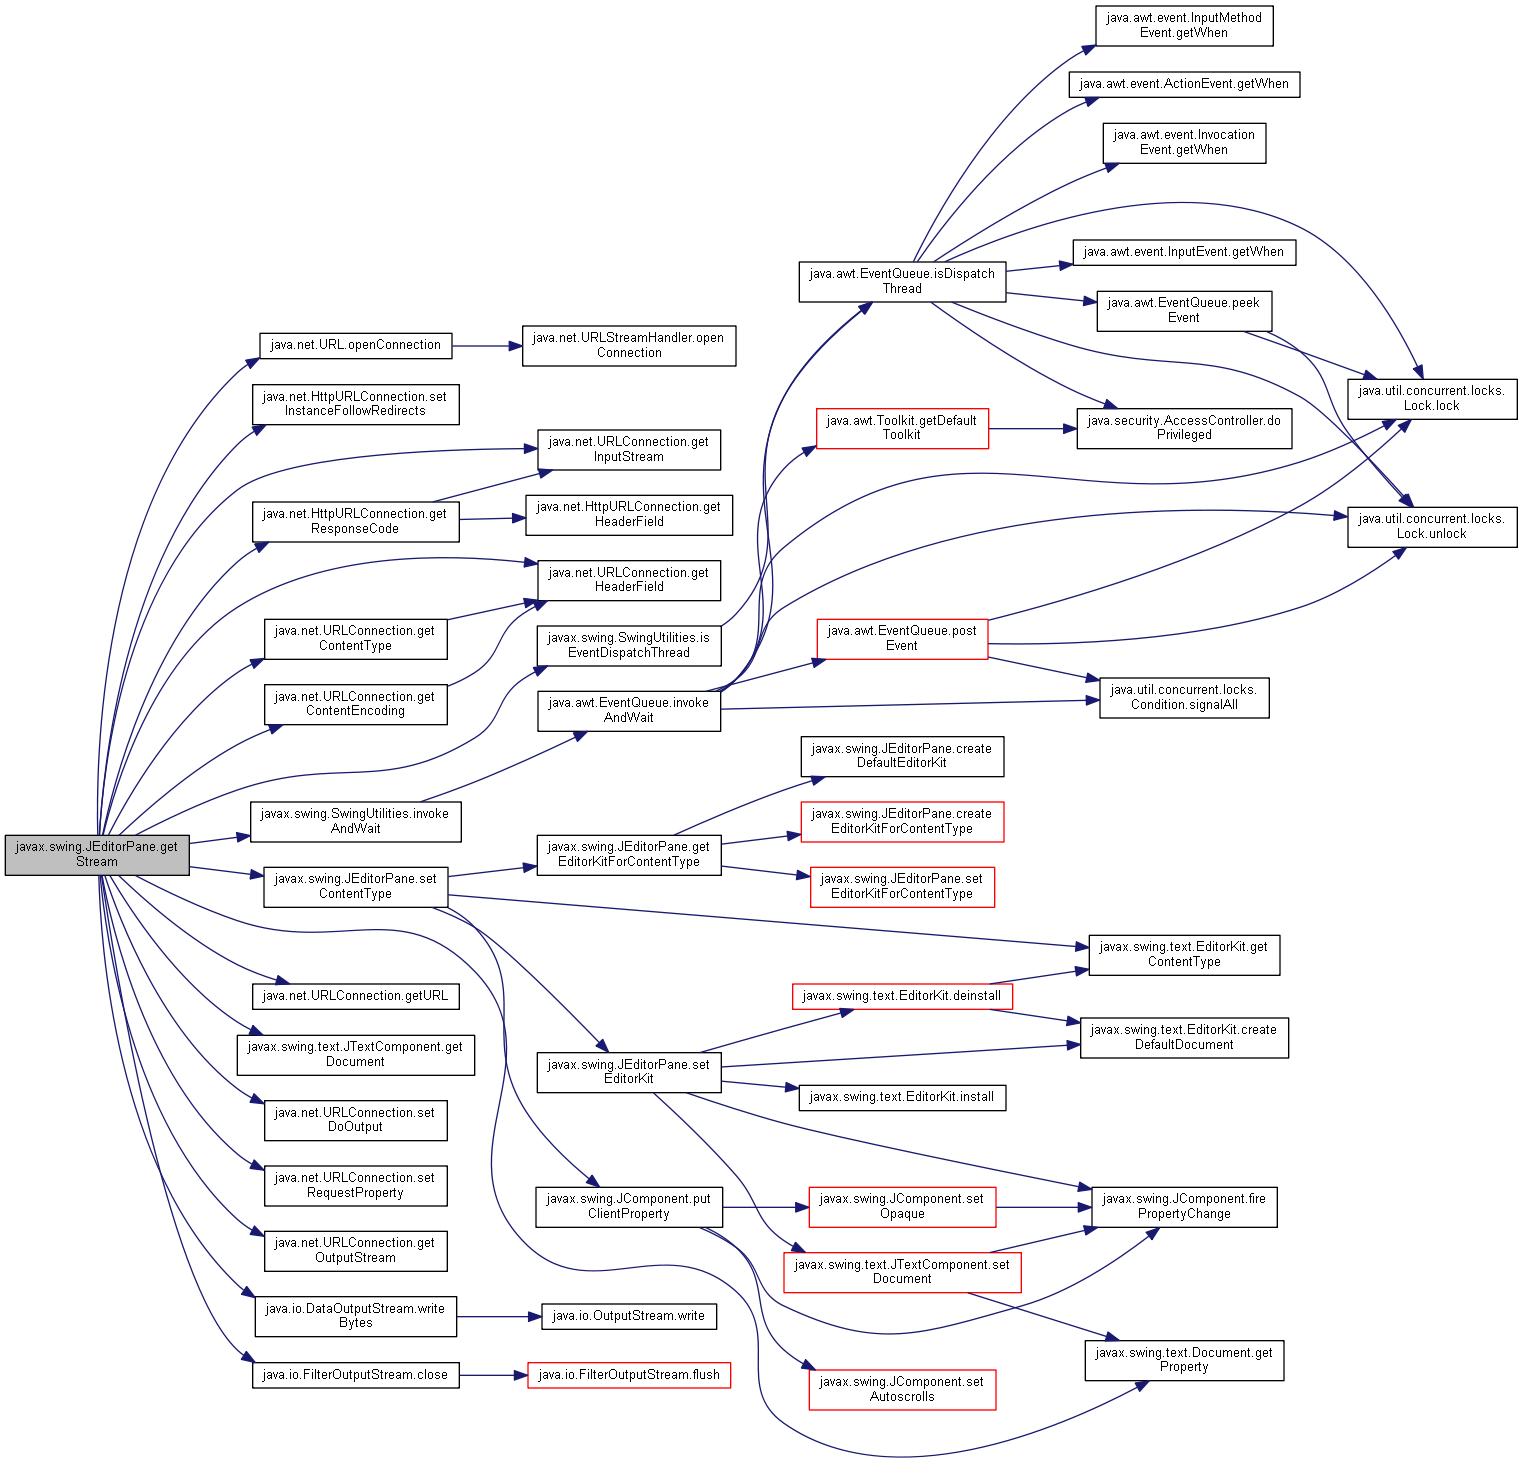 javax.swing.JEditorPane.get
Stream
java.net.URL.openConnection
java.net.HttpURLConnection.set
InstanceFollowRedirects
java.net.HttpURLConnection.get
ResponseCode
java.net.URLConnection.get
ContentType
java.net.URLConnection.get
ContentEncoding
javax.swing.SwingUtilities.invoke
AndWait
javax.swing.JEditorPane.set
ContentType
java.net.URLConnection.getURL
javax.swing.text.JTextComponent.get
Document
java.net.URLConnection.set
DoOutput
java.net.URLConnection.set
RequestProperty
java.net.URLConnection.get
OutputStream
java.io.DataOutputStream.write
Bytes
java.io.FilterOutputStream.close
java.net.URLStreamHandler.open
Connection
java.net.URLConnection.get
InputStream
java.net.HttpURLConnection.get
HeaderField
java.net.URLConnection.get
HeaderField
javax.swing.SwingUtilities.is
EventDispatchThread
java.awt.EventQueue.invoke
AndWait
javax.swing.JEditorPane.get
EditorKitForContentType
javax.swing.JEditorPane.set
EditorKit
javax.swing.JComponent.put
ClientProperty
java.io.OutputStream.write
java.io.FilterOutputStream.flush
java.awt.EventQueue.isDispatch
Thread
java.awt.Toolkit.getDefault
Toolkit
java.awt.EventQueue.post
Event
javax.swing.JEditorPane.create
DefaultEditorKit
javax.swing.JEditorPane.create
EditorKitForContentType
javax.swing.JEditorPane.set
EditorKitForContentType
javax.swing.text.EditorKit.deinstall
javax.swing.text.EditorKit.install
javax.swing.JComponent.set
Opaque
javax.swing.text.JTextComponent.set
Document
javax.swing.JComponent.set
Autoscrolls
java.awt.event.InputMethod
Event.getWhen
java.awt.event.ActionEvent.getWhen
java.awt.event.Invocation
Event.getWhen
java.awt.event.InputEvent.getWhen
java.awt.EventQueue.peek
Event
java.security.AccessController.do
Privileged
java.util.concurrent.locks.
Condition.signalAll
javax.swing.text.EditorKit.get
ContentType
javax.swing.text.EditorKit.create
DefaultDocument
javax.swing.JComponent.fire
PropertyChange
javax.swing.text.Document.get
Property
java.util.concurrent.locks.
Lock.lock
java.util.concurrent.locks.
Lock.unlock